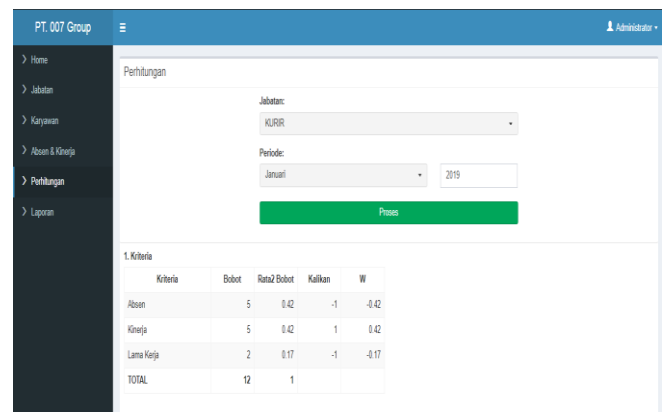 PT. 007 Group
Administrator
Home
Jabatan
Karyawan
Absen & Kinerja
Perhitungan
Laporan
Perhitungan
Jabatan:
KURIR
Periode:
Januari 2019
Proses
1. Kriteria
Kriteria Bobot Rata2 Bobot Kalikan W
Absen 5 0.42 -1 -0.42
Kinerja 5 0.42 1 0.42
Lama Kerja 2 0.17 -1 -0.17
TOTAL 12 1